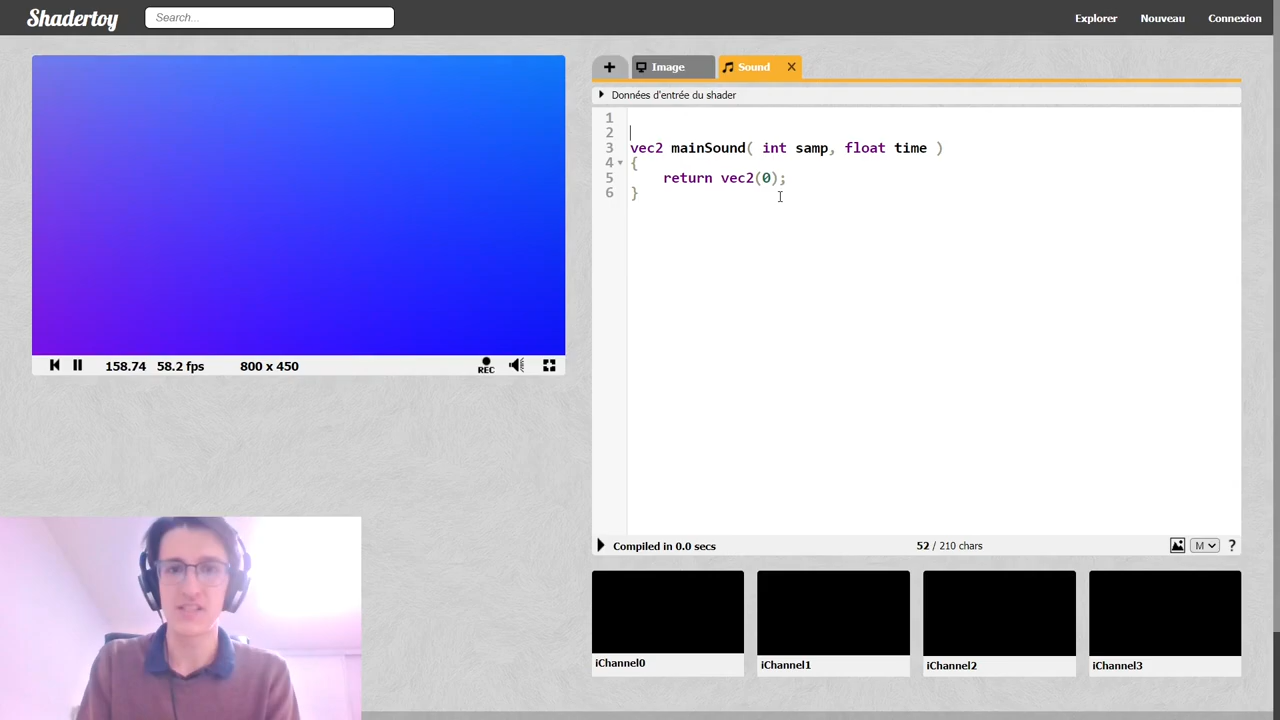 Shadertoy
Search...
Explorer
Nouveau
Connexion
+
Image
Sound
Données d'entrée du shader
1
2
3 vec2 mainSound( int samp, float time )
4 {
5 return vec2(0);
6 }
158.74 58.2 fps 800 x 450
REC
Compiled in 0.0 secs
52 / 210 chars
M
?
iChannel0
iChannel1
iChannel2
iChannel3